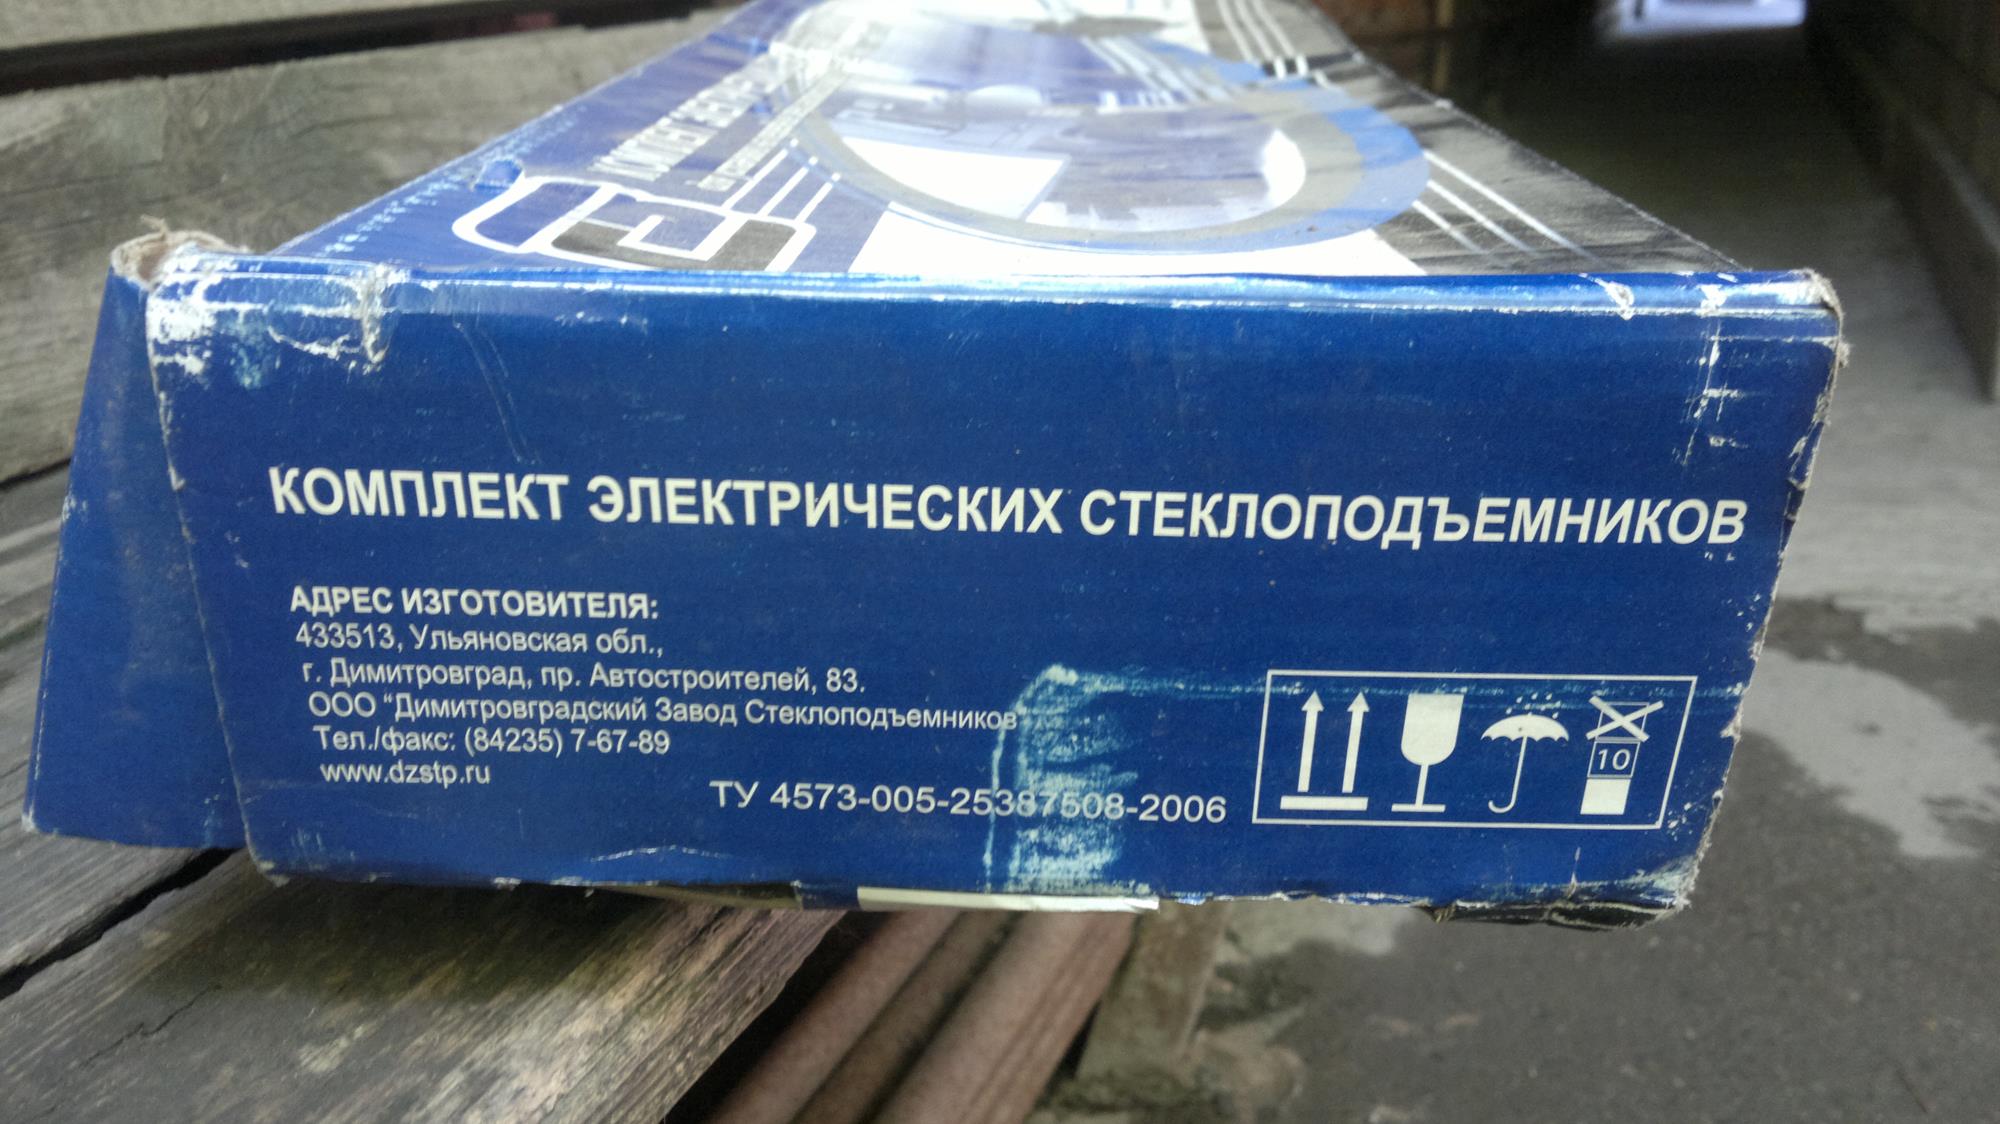 КОМПЛЕКТ ЭЛЕКТРИЧЕСКИХ СТЕКЛОПОДЪЕМНИКОВ
АДРЕС ИЗГОТОВИТЕЛЯ:
433513, Ульяновская обл.,
г. Димитровград, пр. Автостроителей, 83.
ООО "Димитровградский Завод Стеклоподъемников
Тел./факс: (84235) 7-67-89
www.dzstp.ru
ТУ 4573-005-25387508-2006
10